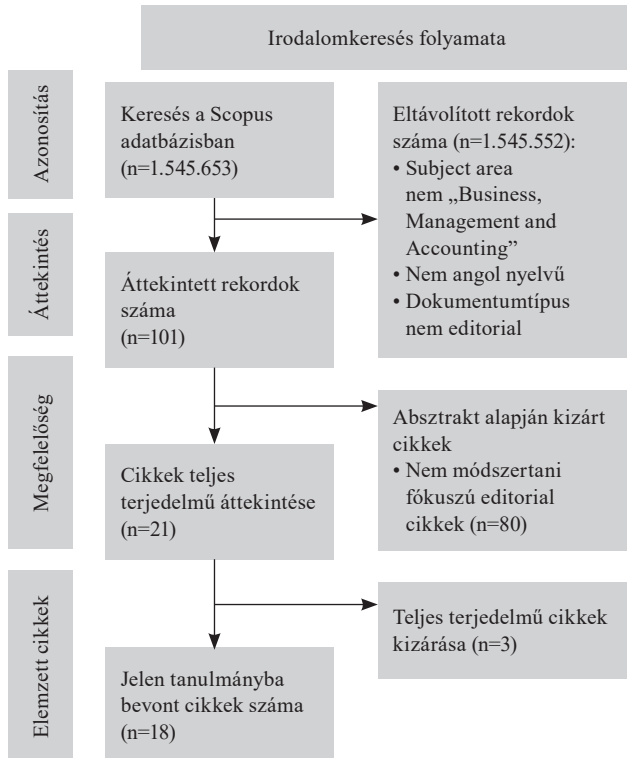 Irodalomkeresés folyamata
Azonosítás
Keresés a Scopus
adatbázisban
(n=1.545.653)
Eltávolított rekordok
száma (n=1.545.552):
• Subject area
nem „Business,
Management and
Accounting”
• Nem angol nyelvű
• Dokumentumtípus
nem editorial
Áttekintés
Áttekintett rekordok
száma
(n=101)
Megfelelőség
Absztrakt alapján kizárt
cikkek
• Nem módszertani
fókuszú editorial
cikkek (n=80)
Cikkek teljes
terjedelmű áttekintése
(n=21)
Elemzett cikkek
Teljes terjedelmű cikkek
kizárása (n=3)
Jelen tanulmányba
bevont cikkek száma
(n=18)